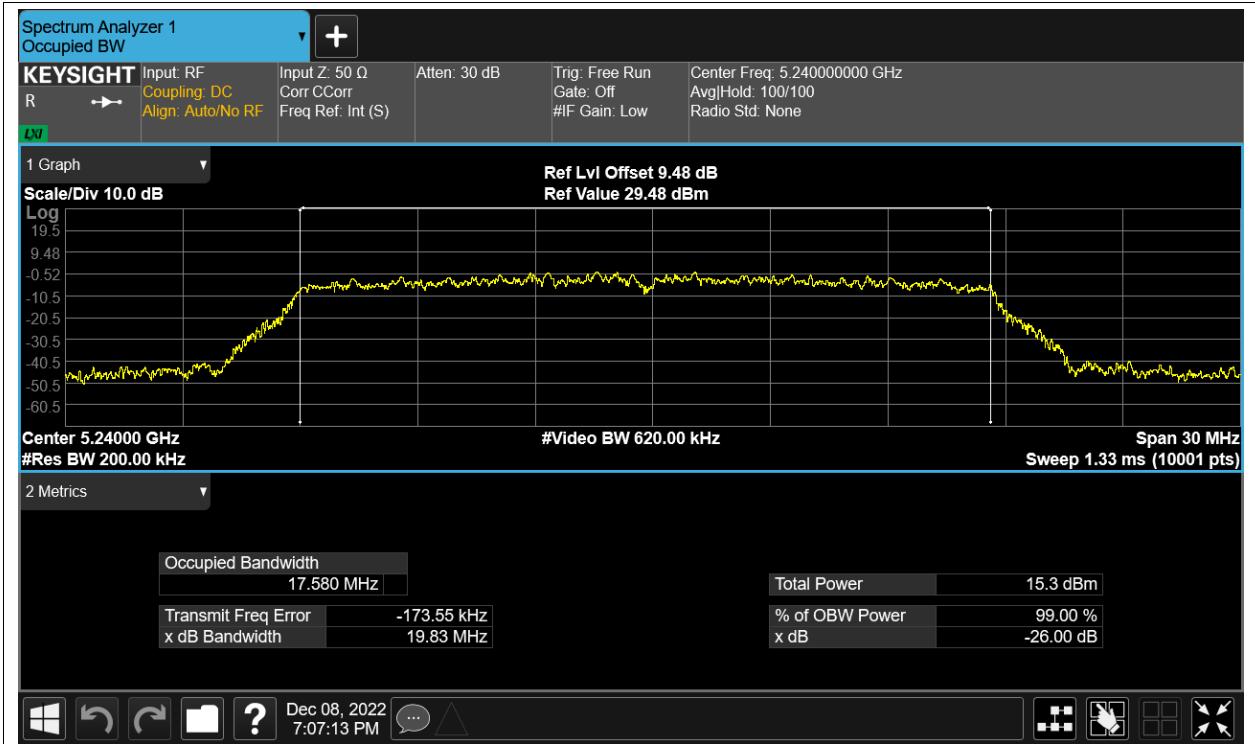 Spectrum Analyzer 1
Occupied BW
KEYSIGHT
R
LXI
Input: RF
Coupling: DC
Align: Auto/No RF
Input Z: 50 Ω
Corr CCorr
Freq Ref: Int (S)
Atten: 30 dB
Trig: Free Run
Gate: Off
#IF Gain: Low
Center Freq: 5.240000000 GHz
Avg|Hold: 100/100
Radio Std: None
1 Graph
Scale/Div 10.0 dB
Ref Lvl Offset 9.48 dB
Ref Value 29.48 dBm
Log
19.5
9.48
-0.52
-10.5
-20.5
-30.5
-40.5
-50.5
-60.5
Center 5.24000 GHz
#Video BW 620.00 kHz
Span 30 MHz
#Res BW 200.00 kHz
Sweep 1.33 ms (10001 pts)
2 Metrics
Occupied Bandwidth
17.580 MHz
Total Power 15.3 dBm
Transmit Freq Error -173.55 kHz
% of OBW Power 99.00 %
x dB Bandwidth 19.83 MHz
x dB -26.00 dB
?
Dec 08, 2022
7:07:13 PM